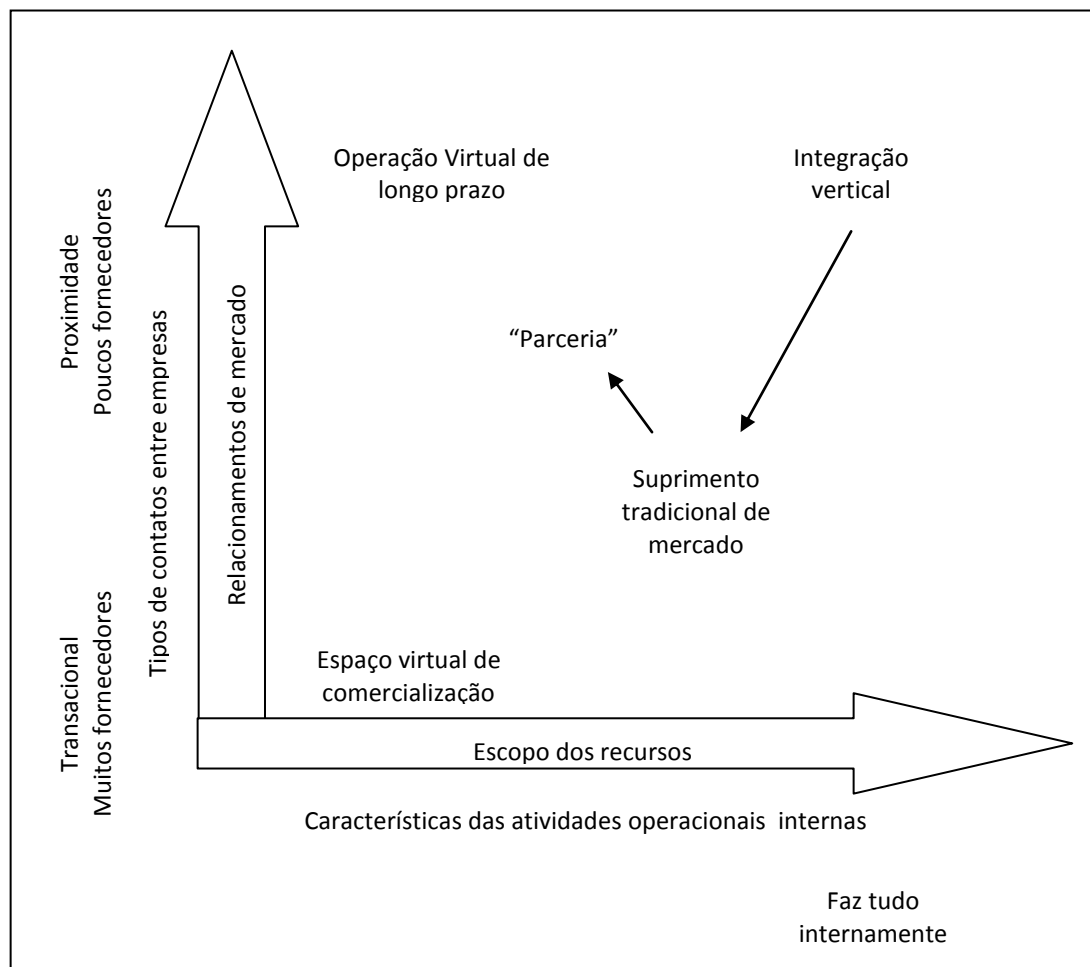 Operação Virtual de
longo prazo
Integração
vertical
Proximidade
Poucos fornecedores
Tipos de contatos entre empresas
Relacionamentos de mercado
“Parceria”
Suprimento
tradicional de
mercado
Transacional
Muitos fornecedores
Espaço virtual de
comercialização
Escopo dos recursos
Características das atividades operacionais internas
Faz tudo
internamente